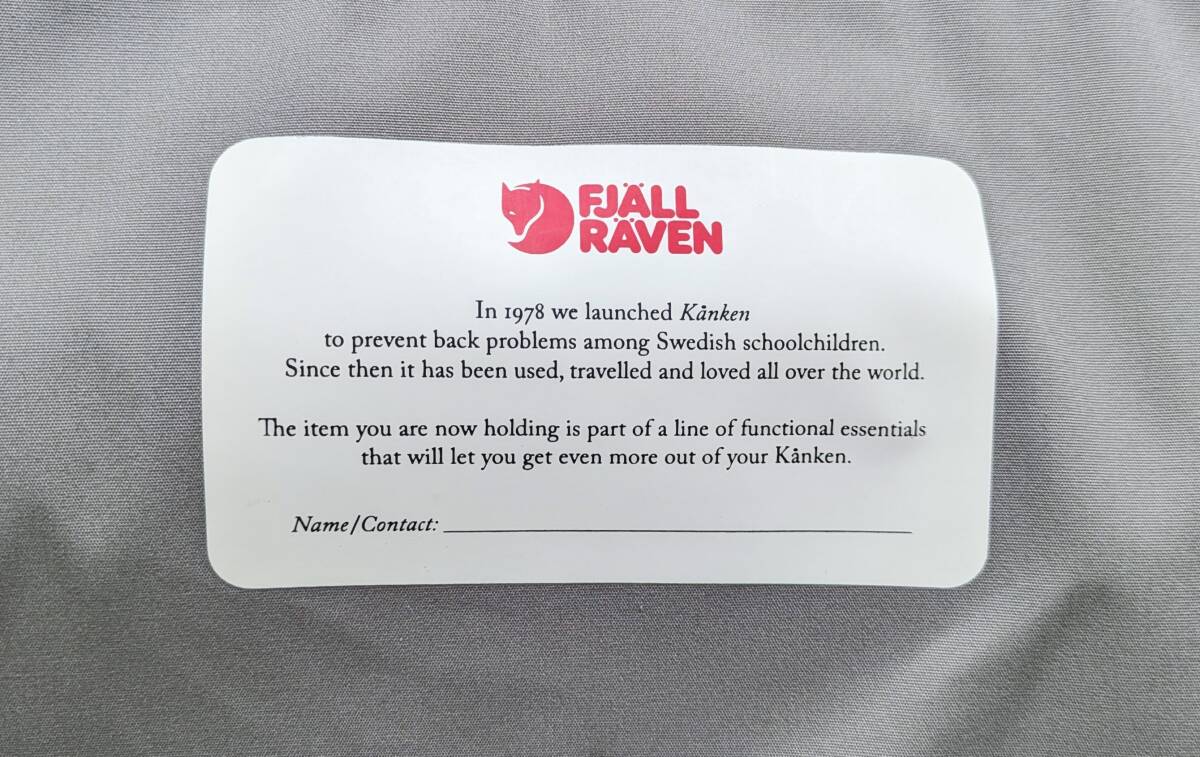 FJÄLL
RÄVEN
In 1978 we launched Kånken
to prevent back problems among Swedish schoolchildren.
Since then it has been used, travelled and loved all over the world.
The item you are now holding is part of a line of functional essentials
that will let you get even more out of your Kånken.
Name/Contact: